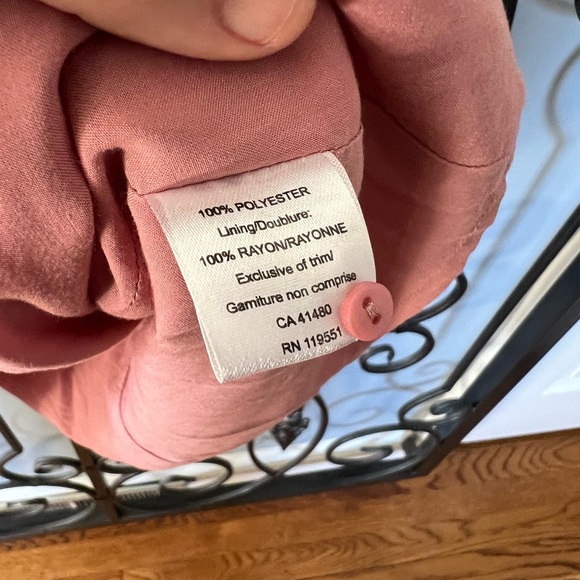 100% POLYESTER
Lining/Doublure:
100% RAYON/RAYONNE
Exclusive of trim/
Garniture non comprise
CA 41480
RN 119551